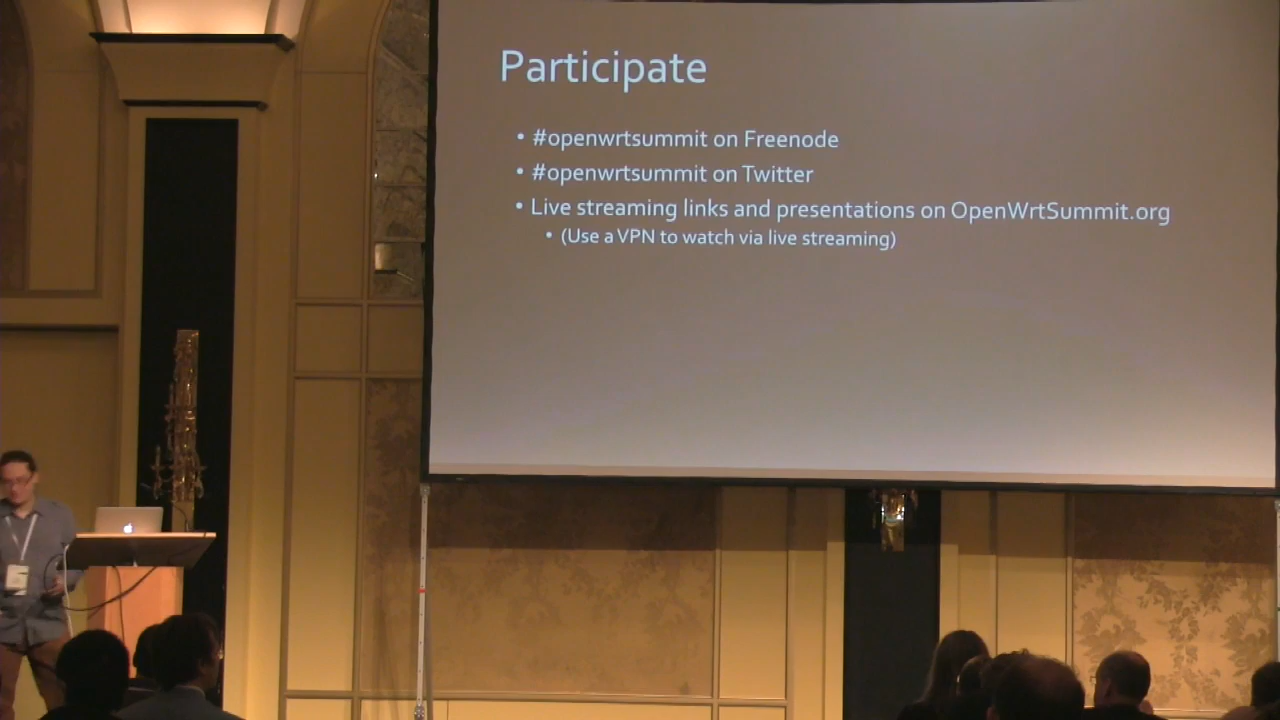 Participate
• #openwrtsummit on Freenode
• #openwrtsummit on Twitter
• Live streaming links and presentations on OpenWrtSummit.org
• (Use a VPN to watch via live streaming)